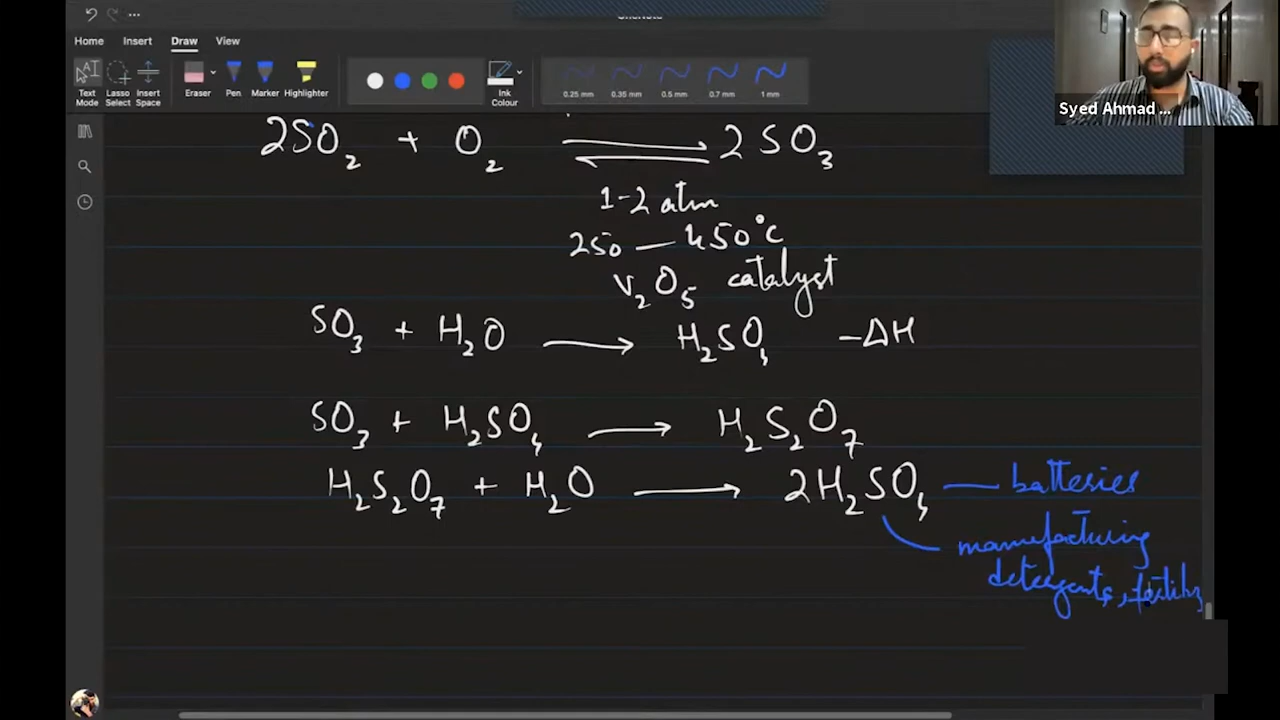 OneNote
Home Insert Draw View
Text Mode Lasso Select Insert Space Eraser Pen Marker Highlighter Ink Colour 0.25 mm 0.35 mm 0.5 mm 0.7 mm 1 mm
Syed Ahmad ...
2SO₂ + O₂ ⇌ 2SO₃
1-2 atm
250 — 450°C
V₂O₅ catalyst
SO₃ + H₂O → H₂SO₄ -ΔH
SO₃ + H₂SO₄ → H₂S₂O₇
H₂S₂O₇ + H₂O → 2H₂SO₄ — batteries
manufacturing
detergents,